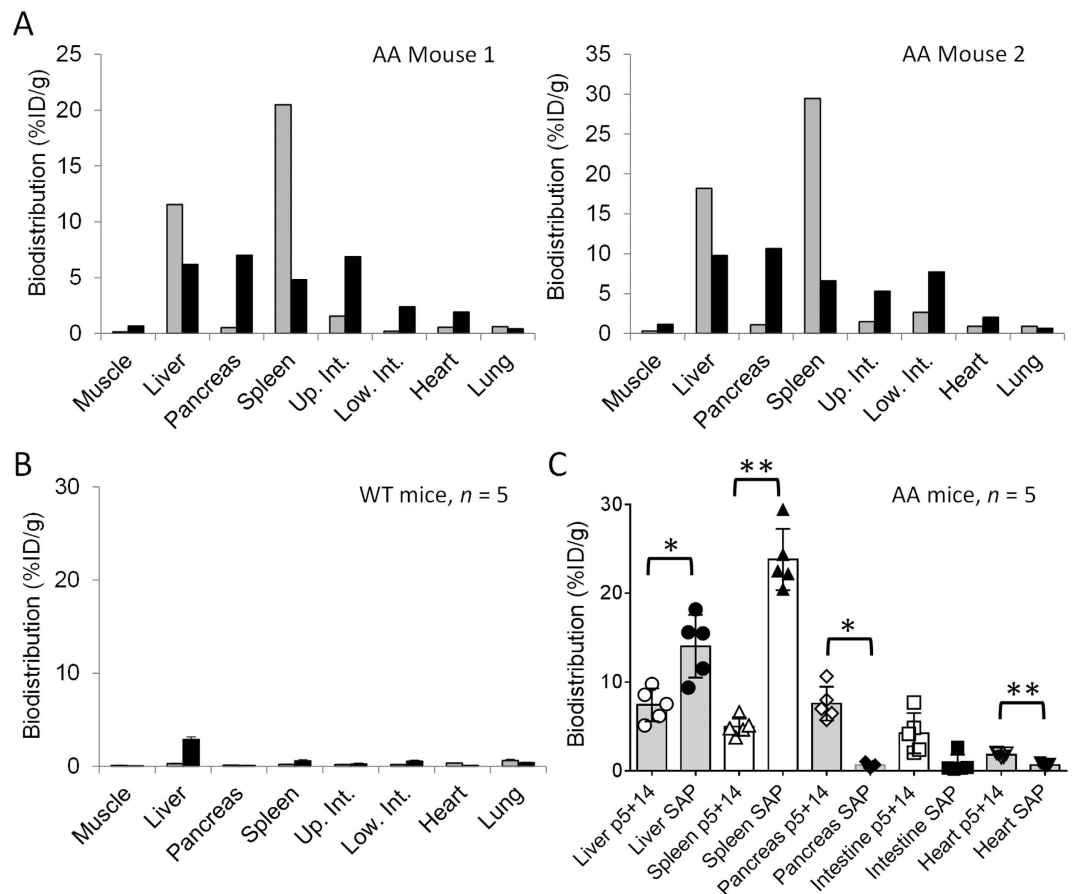 A
AA Mouse 1
Biodistribution (%ID/g)
25
20
15
10
5
0
Muscle
Liver
Pancreas
Spleen
Up. Int.
Low. Int.
Heart
Lung
AA Mouse 2
Biodistribution (%ID/g)
35
30
25
20
15
10
5
0
Muscle
Liver
Pancreas
Spleen
Up. Int.
Low. Int.
Heart
Lung
B
WT mice, n = 5
Biodistribution (%ID/g)
30
20
10
0
Muscle
Liver
Pancreas
Spleen
Up. Int.
Low. Int.
Heart
Lung
C
AA mice, n = 5
Biodistribution (%ID/g)
30
20
10
0
*
**
*
**
Liver p5+14
Liver SAP
Spleen p5+14
Spleen SAP
Pancreas p5+14
Pancreas SAP
Intestine p5+14
Intestine SAP
Heart p5+14
Heart SAP